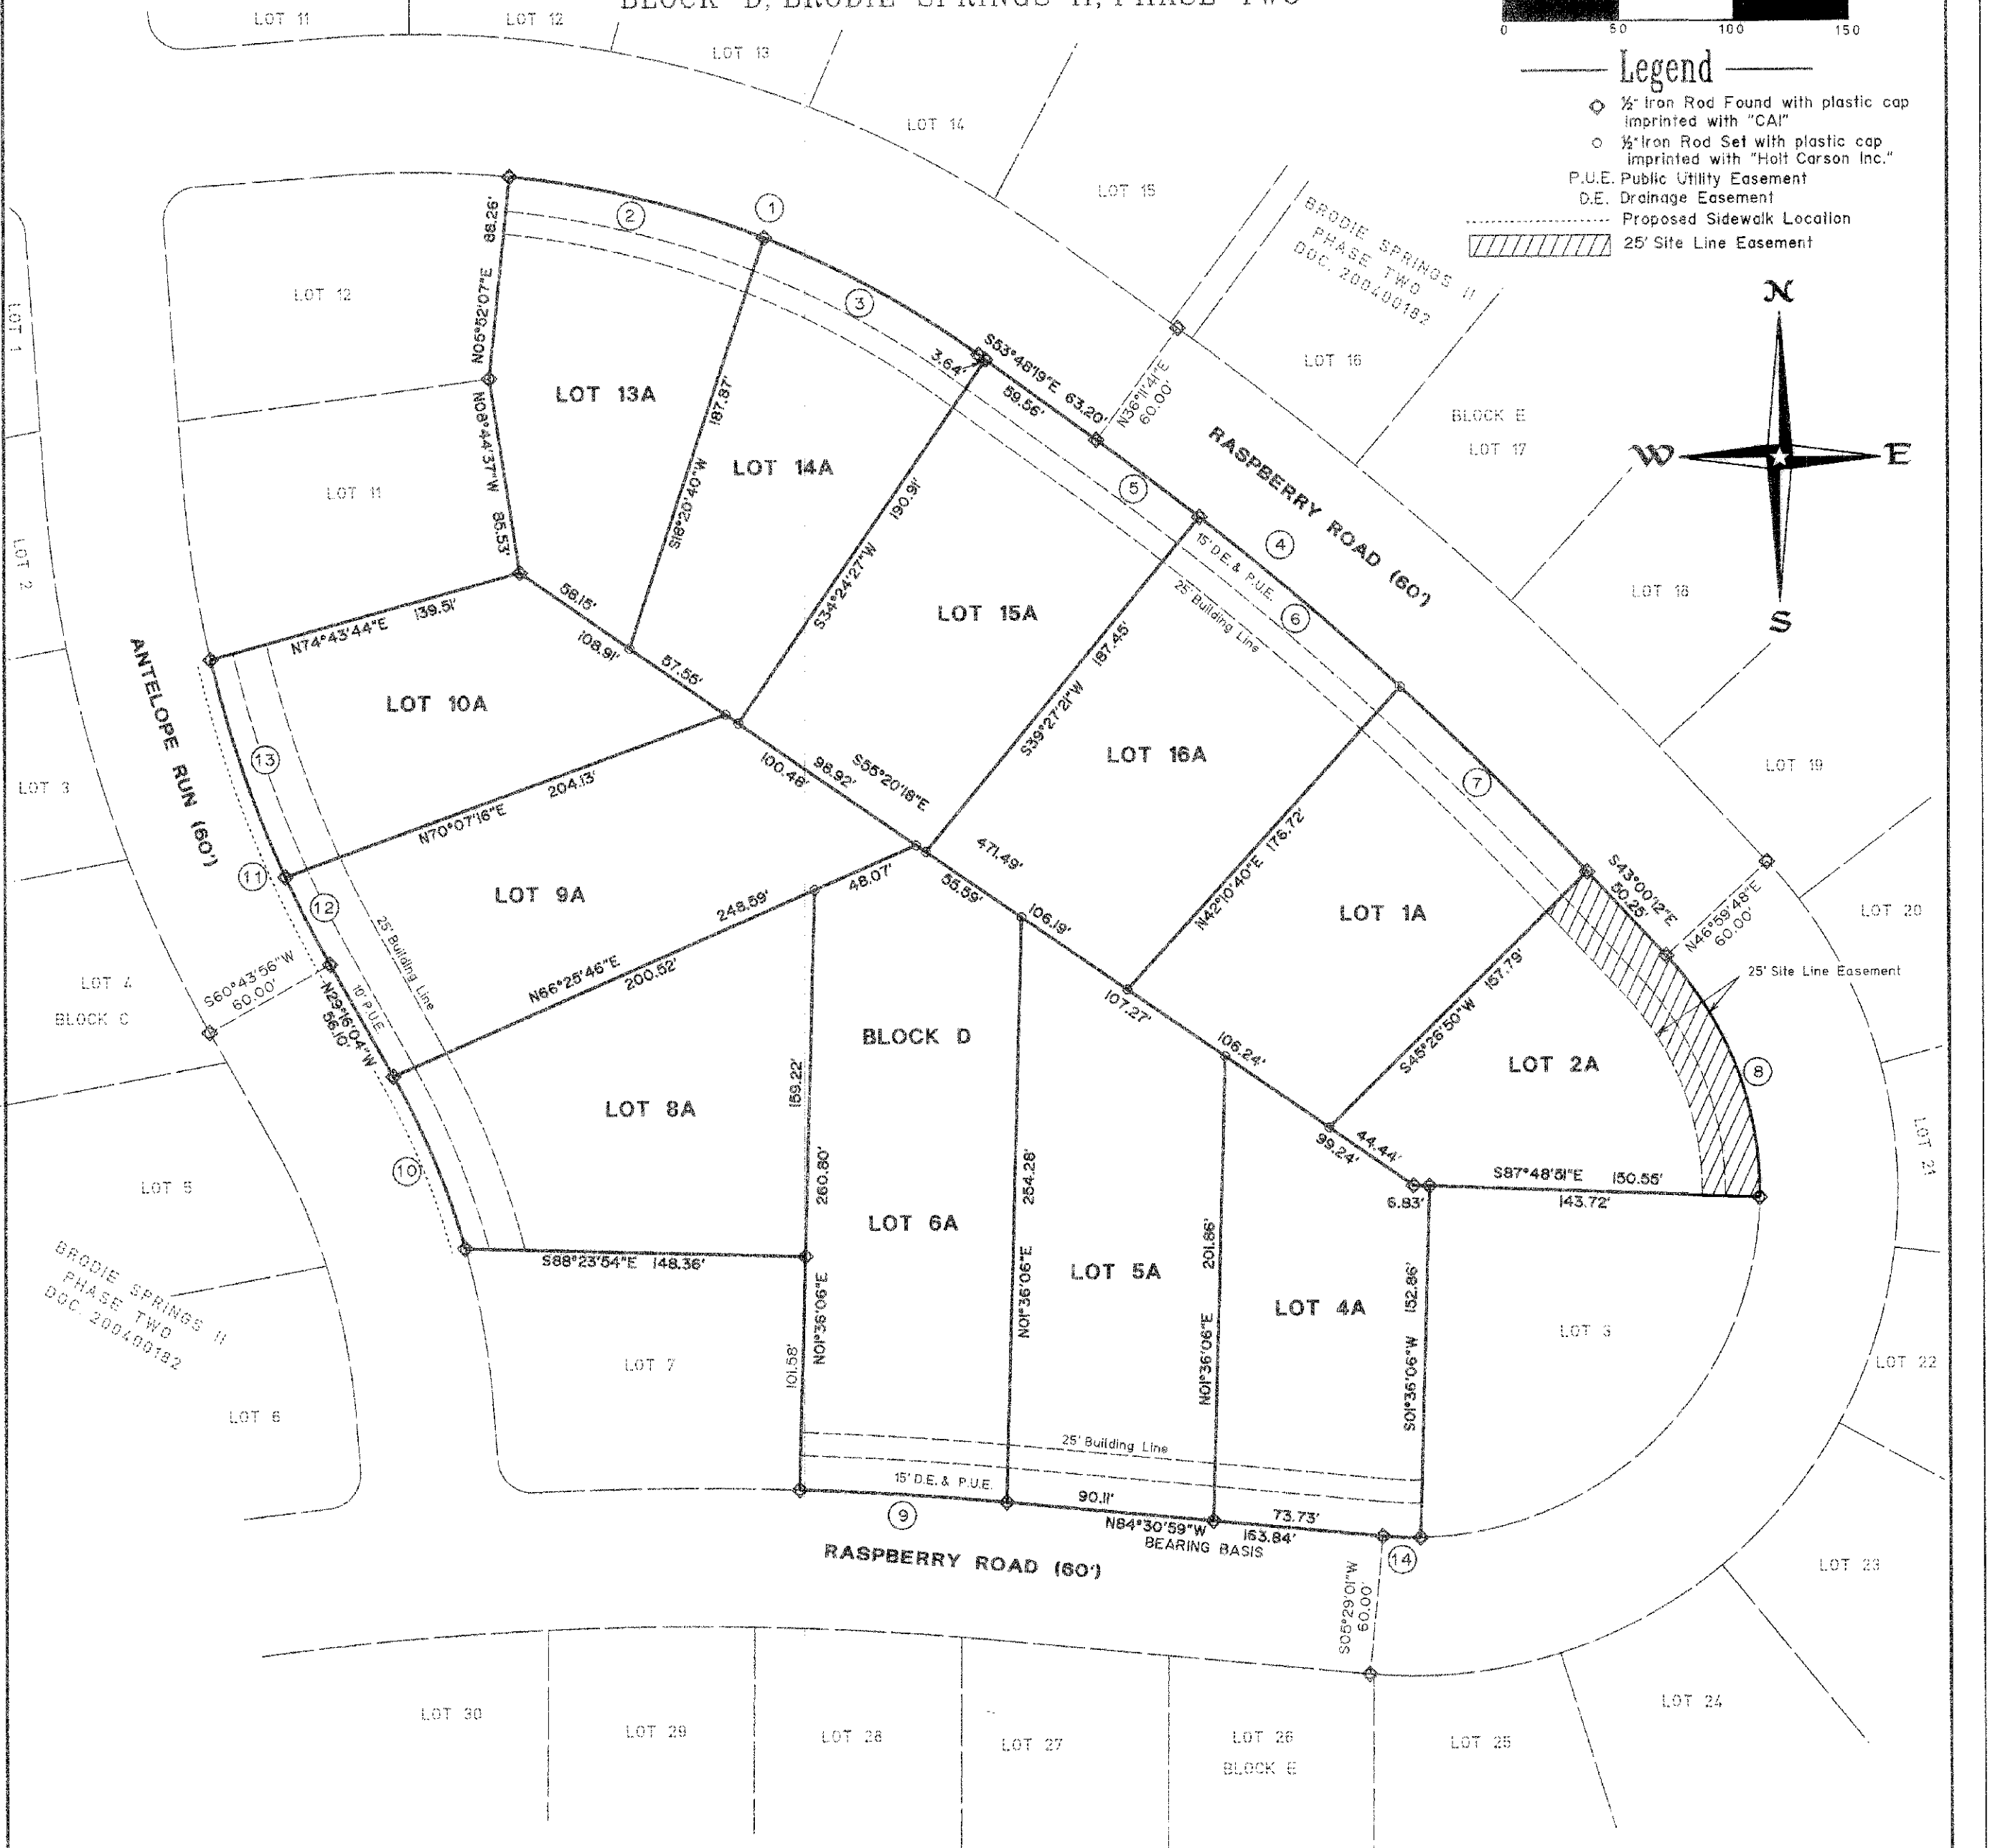 BLOCK D, BRODIE SPRINGS II, PHASE TWO
0 50 100 150
Legend
½" Iron Rod Found with plastic cap
imprinted with "CAI"
½" Iron Rod Set with plastic cap
imprinted with "Holt Carson Inc."
P.U.E. Public Utility Easement
D.E. Drainage Easement
Proposed Sidewalk Location
25' Site Line Easement
N
W
E
S
LOT 11
LOT 12
LOT 13
LOT 14
LOT 15
BRODIE SPRINGS II
PHASE TWO
DOC. 200400182
LOT 16
BLOCK E
LOT 17
LOT 18
LOT 19
LOT 20
LOT 21
LOT 22
LOT 23
LOT 24
LOT 25
LOT 26
BLOCK E
LOT 27
LOT 28
LOT 29
LOT 30
LOT 1
LOT 2
LOT 3
LOT 4
BLOCK C
LOT 5
LOT 6
BRODIE SPRINGS II
PHASE TWO
DOC. 200400182
LOT 12
LOT 11
N05°52'07"E
88.26'
N08°44'37"W
85.53'
LOT 13A
2
1
3
S18°20'40"W
187.87'
LOT 14A
S34°24'27"W
190.91'
3.64'
S53°48'19"E 63.20'
59.56'
N36°11'41"E
60.00'
RASPBERRY ROAD (60')
5
4
6
7
15' D.E. & P.U.E.
25' Building Line
LOT 15A
S39°27'21"W
187.45'
LOT 16A
N42°10'40"E 175.72'
LOT 1A
S43°00'12"E
50.25'
N46°59'48"E
60.00'
25' Site Line Easement
S45°26'50"W 157.79'
LOT 2A
8
N74°43'44"E 139.51'
58.15'
108.91'
57.55'
LOT 10A
ANTELOPE RUN (60')
13
N70°07'16"E 204.13'
100.48'
98.92'
S55°20'18"E
471.49'
11
12
LOT 9A
25' Building Line
248.59'
48.07'
55.59'
106.19'
107.27'
106.24'
99.24'
44.44'
S60°43'56"W
60.00'
N29°16'04"W
56.10'
10' P.U.E.
N66°25'46"E
200.52'
LOT 8A
BLOCK D
159.22'
260.80'
10
S88°23'54"E 148.36'
N01°36'06"E
101.58'
LOT 6A
N01°36'06"E 254.28'
LOT 5A
N01°36'06"E 201.86'
LOT 4A
S01°36'06"W 152.86'
6.83'
S87°48'51"E 150.55'
143.72'
LOT 3
LOT 7
25' Building Line
15' D.E. & P.U.E.
9
90.11'
N84°30'59"W
163.84'
BEARING BASIS
73.73'
14
S05°29'01"W
60.00'
RASPBERRY ROAD (60')